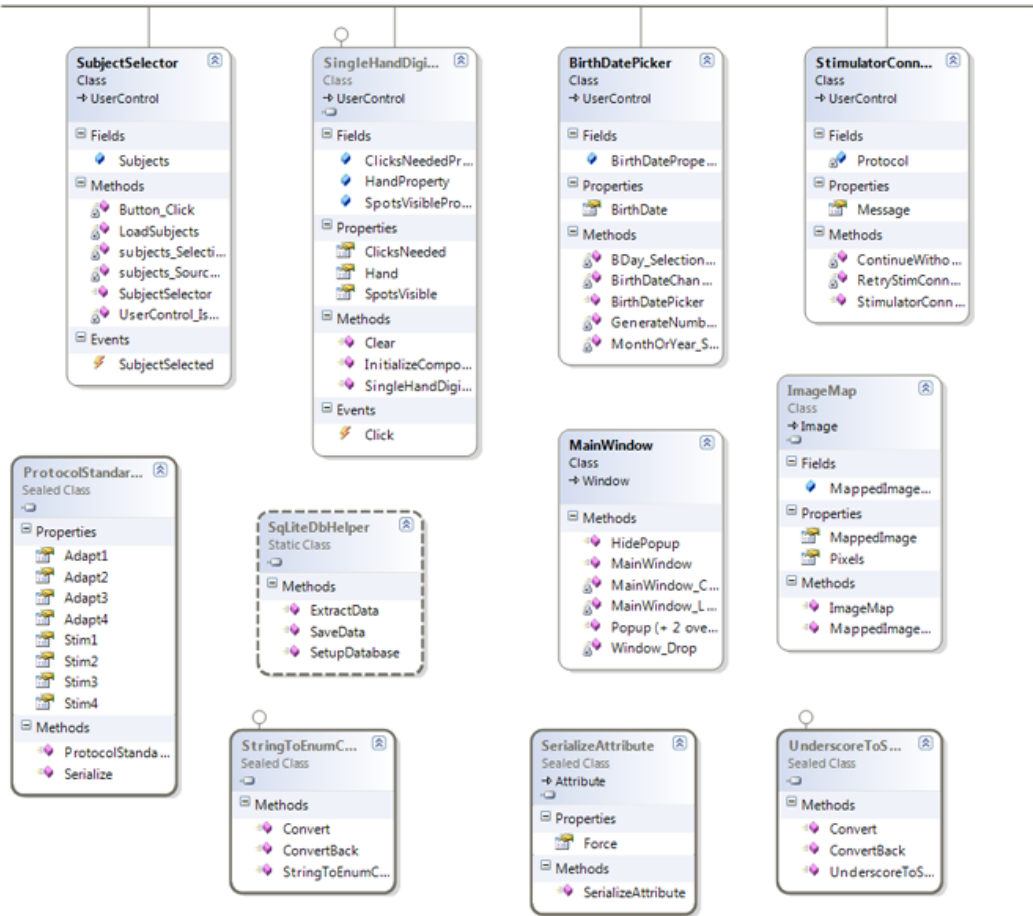 SubjectSelector
Class
UserControl
Fields
Subjects
Methods
Button_Click
LoadSubjects
subjects_Selecti...
subjects_Sourc...
SubjectSelector
UserControl_Is...
Events
SubjectSelected
SingleHandDigi...
Class
UserControl
Fields
ClicksNeededPr...
HandProperty
SpotsVisiblePro...
Properties
ClicksNeeded
Hand
SpotsVisible
Methods
Clear
InitializeCompo...
SingleHandDigi...
Events
Click
BirthDatePicker
Class
UserControl
Fields
BirthDatePrope...
Properties
BirthDate
Methods
BDay_Selection...
BirthDateChan...
BirthDatePicker
GenerateNumb...
MonthOrYear_S...
StimulatorConn...
Class
UserControl
Fields
Protocol
Properties
Message
Methods
ContinueWitho...
RetryStimConn...
StimulatorConn...
ProtocolStandar...
Sealed Class
Properties
Adapt1
Adapt2
Adapt3
Adapt4
Stim1
Stim2
Stim3
Stim4
Methods
ProtocolStanda...
Serialize
SqLiteDbHelper
Static Class
Methods
ExtractData
SaveData
SetupDatabase
MainWindow
Class
Window
Methods
HidePopup
MainWindow
MainWindow_C...
MainWindow_L...
Popup (+ 2 ove...
Window_Drop
ImageMap
Class
Image
Fields
MappedImage...
Properties
MappedImage
Pixels
Methods
ImageMap
MappedImage...
StringToEnumC...
Sealed Class
Methods
Convert
ConvertBack
StringToEnumC...
SerializeAttribute
Sealed Class
Attribute
Properties
Force
Methods
SerializeAttribute
UnderscoreToS...
Sealed Class
Methods
Convert
ConvertBack
UnderscoreToS...